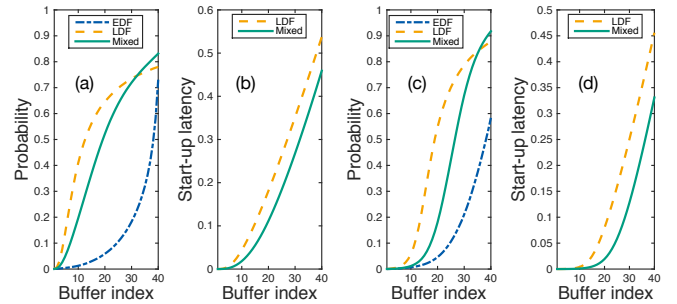 EDF
LDF
Mixed
(a)
Probability
1
0.9
0.8
0.7
0.6
0.5
0.4
0.3
0.2
0.1
0
0 10 20 30 40
Buffer index
LDF
Mixed
(b)
Start-up latency
0.6
0.5
0.4
0.3
0.2
0.1
0
0 10 20 30 40
Buffer index
EDF
LDF
Mixed
(c)
Probability
1
0.9
0.8
0.7
0.6
0.5
0.4
0.3
0.2
0.1
0
0 10 20 30 40
Buffer index
LDF
Mixed
(d)
Start-up latency
0.5
0.45
0.4
0.35
0.3
0.25
0.2
0.15
0.1
0.05
0
0 10 20 30 40
Buffer index